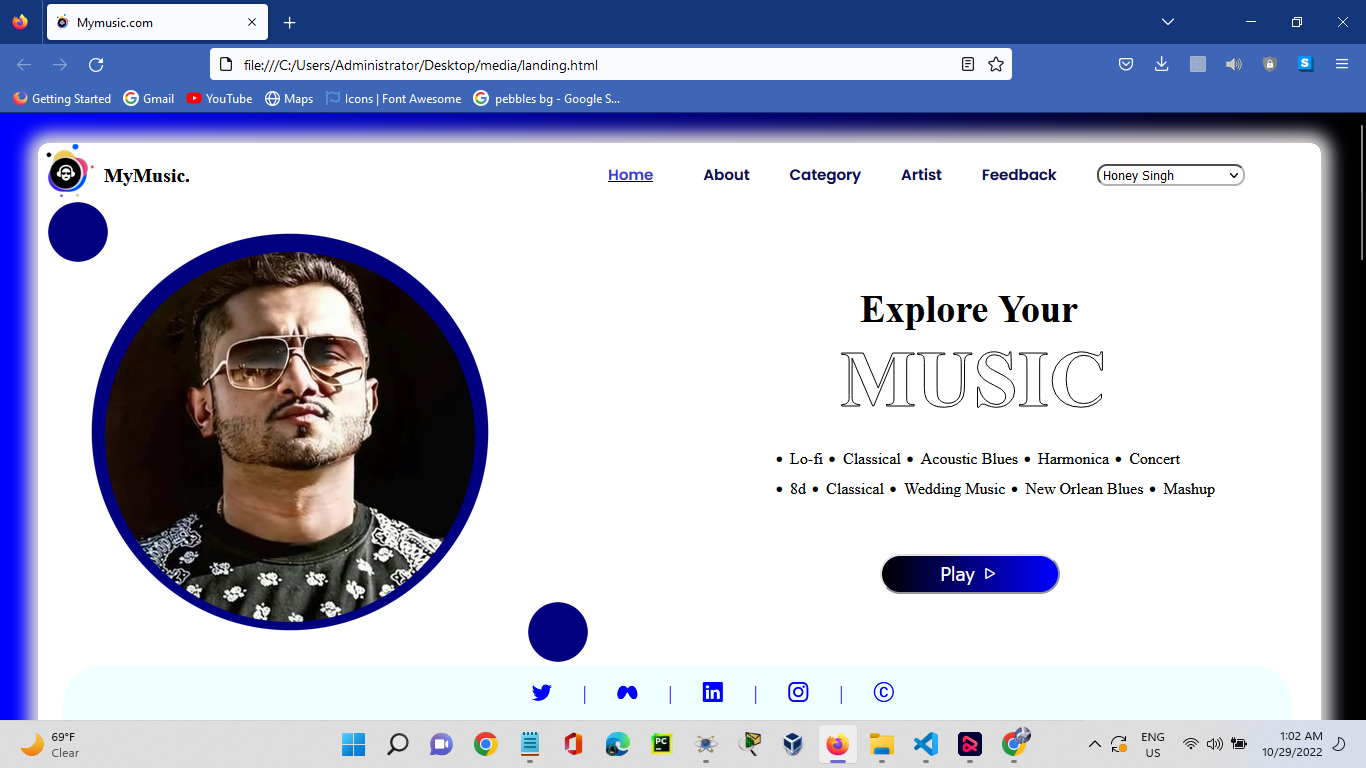 Mymusic.com
file:///C:/Users/Administrator/Desktop/media/landing.html
Getting Started Gmail YouTube Maps Icons | Font Awesome pebbles bg - Google S...
MyMusic. Home About Category Artist Feedback Honey Singh
Explore Your
MUSIC
• Lo-fi • Classical • Acoustic Blues • Harmonica • Concert
• 8d • Classical • Wedding Music • New Orlean Blues • Mashup
Play
69°F
Clear
ENG
US
1:02 AM
10/29/2022